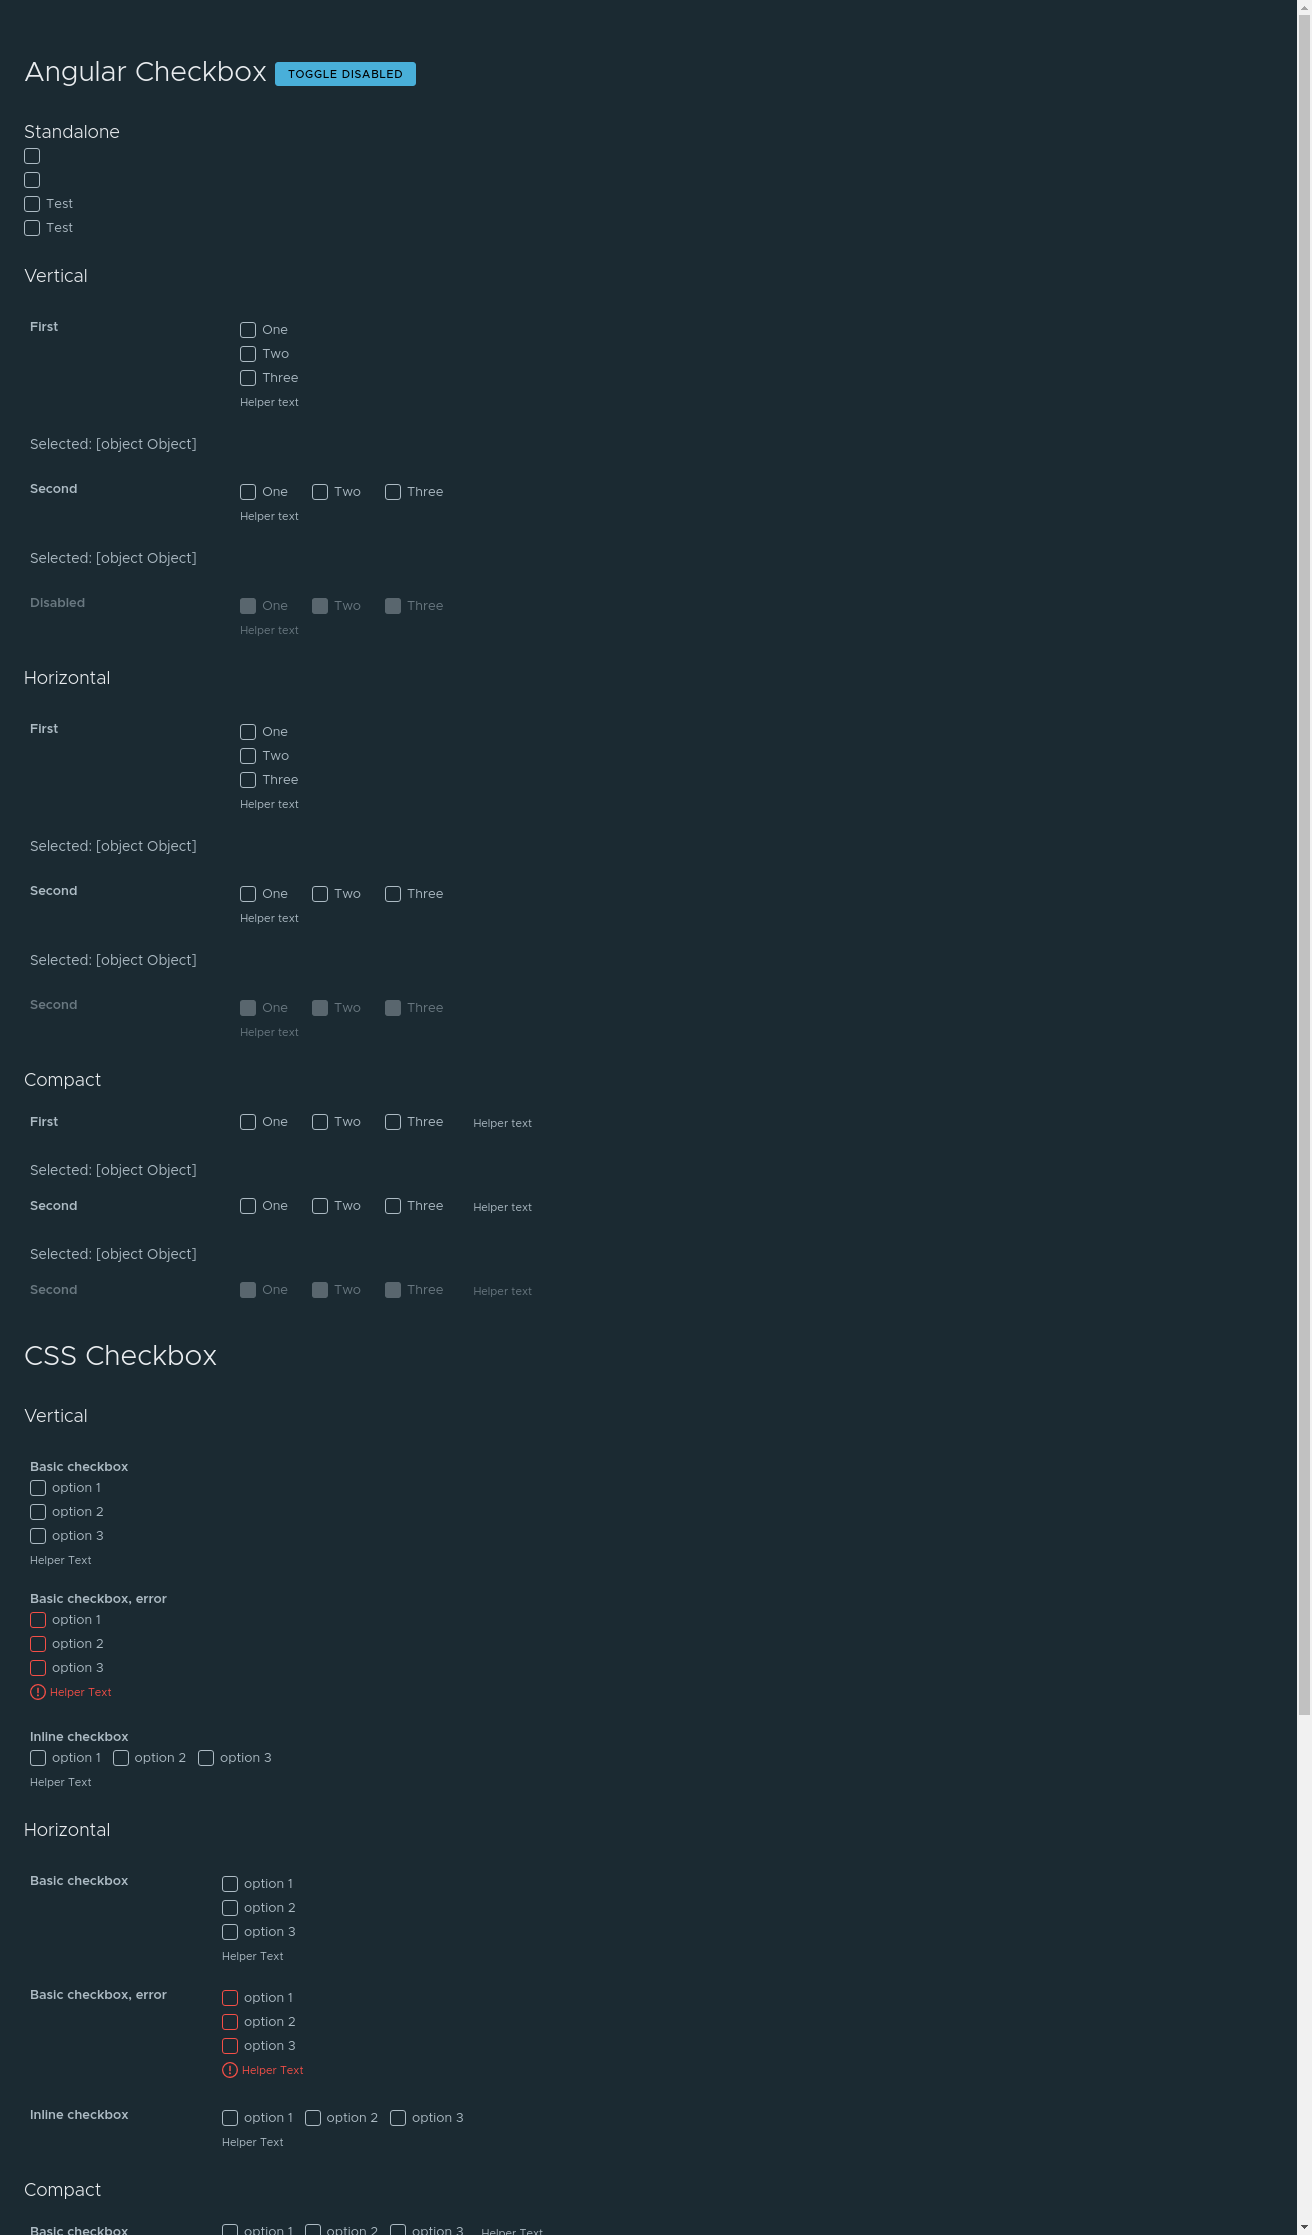 Angular Checkbox TOGGLE DISABLED
Standalone
Test
Test
Vertical
First
One
Two
Three
Helper text
Selected: [object Object]
Second One Two Three
Helper text
Selected: [object Object]
Disabled One Two Three
Helper text
Horizontal
First
One
Two
Three
Helper text
Selected: [object Object]
Second One Two Three
Helper text
Selected: [object Object]
Second One Two Three
Helper text
Compact
First One Two Three Helper text
Selected: [object Object]
Second One Two Three Helper text
Selected: [object Object]
Second One Two Three Helper text
CSS Checkbox
Vertical
Basic checkbox
option 1
option 2
option 3
Helper Text
Basic checkbox, error
option 1
option 2
option 3
Helper Text
Inline checkbox
option 1 option 2 option 3
Helper Text
Horizontal
Basic checkbox option 1
option 2
option 3
Helper Text
Basic checkbox, error option 1
option 2
option 3
Helper Text
Inline checkbox option 1 option 2 option 3
Helper Text
Compact
Basic checkbox option 1 option 2 option 3 Helper Text